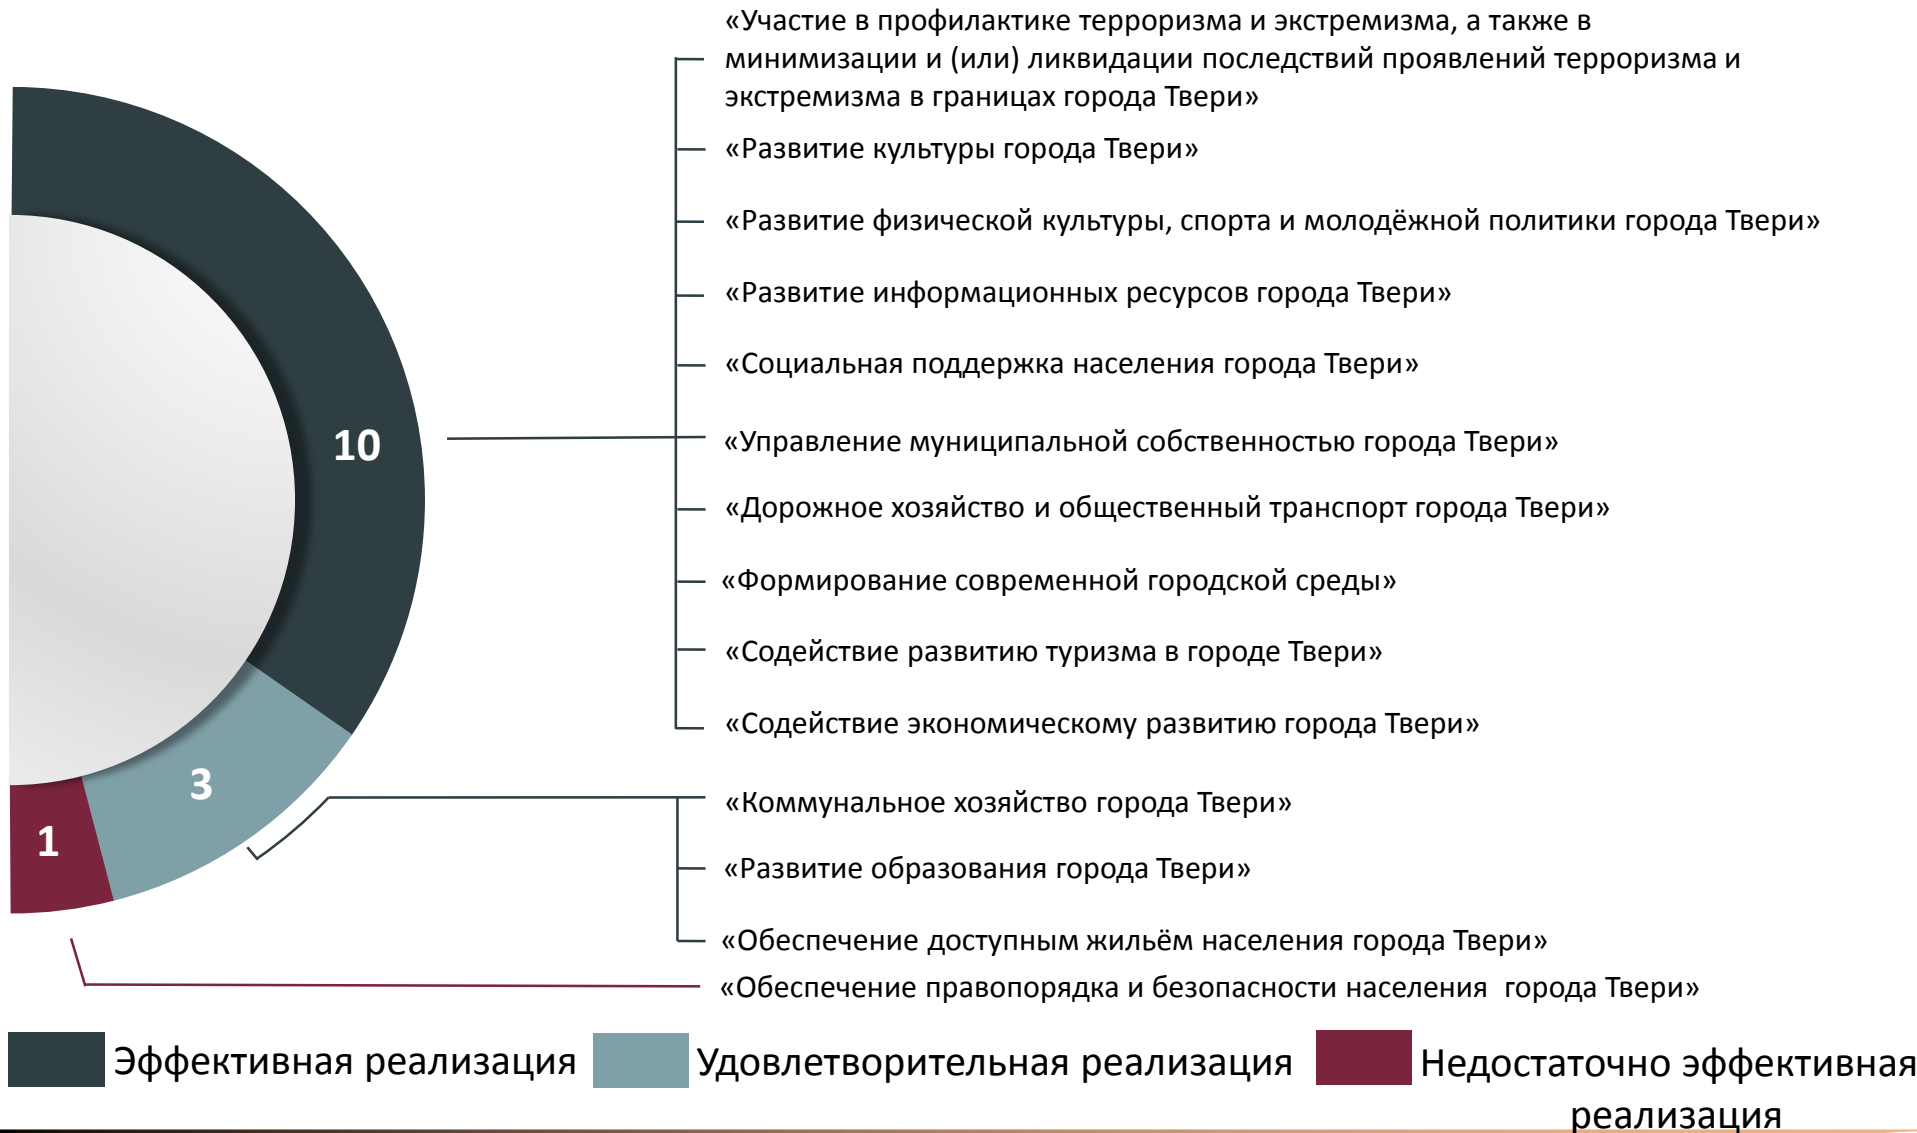 «Участие в профилактике терроризма и экстремизма, а также в
минимизации и (или) ликвидации последствий проявлений терроризма и
экстремизма в границах города Твери»
«Развитие культуры города Твери»
«Развитие физической культуры, спорта и молодёжной политики города Твери»
«Развитие информационных ресурсов города Твери»
«Социальная поддержка населения города Твери»
10
«Управление муниципальной собственностью города Твери»
«Дорожное хозяйство и общественный транспорт города Твери»
«Формирование современной городской среды»
«Содействие развитию туризма в городе Твери»
«Содействие экономическому развитию города Твери»
3
«Коммунальное хозяйство города Твери»
1
«Развитие образования города Твери»
«Обеспечение доступным жильём населения города Твери»
«Обеспечение правопорядка и безопасности населения  города Твери»
Эффективная реализация
Удовлетворительная реализация
Недостаточно эффективная
реализация